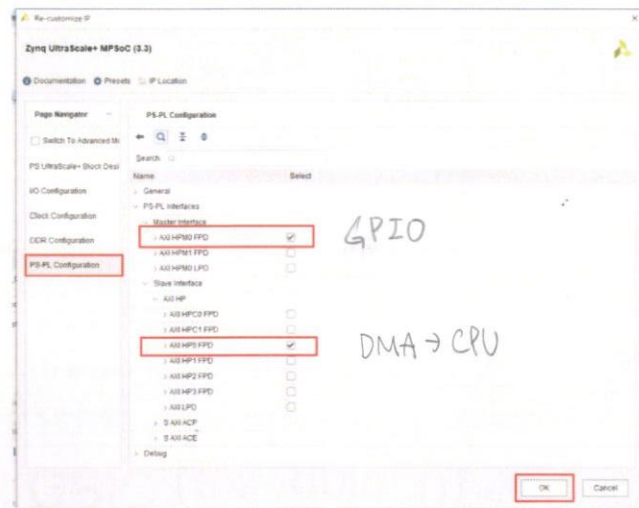 Re-customize IP
Zynq UltraScale+ MPSoC (3.3)
Documentation Presets IP Location
Page Navigator
PS-PL Configuration
Switch To Advanced Mo
PS UltraScale+ Block Desi
Search
Name Select
I/O Configuration
General
PS-PL Interfaces
Clock Configuration
Master Interface
DDR Configuration
AXI HPM0 FPD
GPIO
AXI HPM1 FPD
PS-PL Configuration
AXI HPM0 LPD
Slave Interface
AXI HP
AXI HPC0 FPD
AXI HPC1 FPD
AXI HP0 FPD
DMA → CPU
AXI HP1 FPD
AXI HP2 FPD
AXI HP3 FPD
AXI LPD
S AXI ACP
S AXI ACE
Debug
OK Cancel